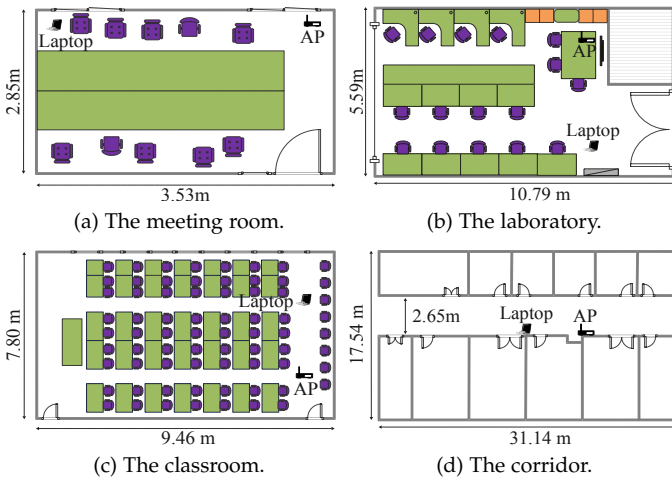 Laptop
AP
2.85m
3.53m
(a) The meeting room.
AP
5.59m
Laptop
10.79 m
(b) The laboratory.
Laptop
7.80 m
AP
9.46 m
(c) The classroom.
2.65m
Laptop
AP
17.54 m
31.14 m
(d) The corridor.